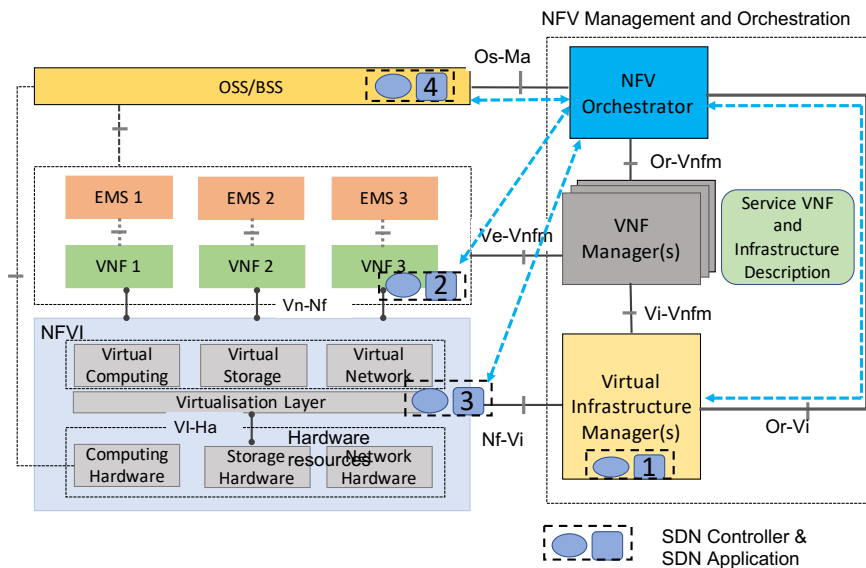 NFV Management and Orchestration
Os-Ma
OSS/BSS
4
NFV
Orchestrator
Or-Vnfm
EMS 1
EMS 2
EMS 3
VNF 1
VNF 2
VNF 3
2
Ve-Vnfm
VNF
Manager(s)
Service VNF
and
Infrastructure
Description
Vn-Nf
Vi-Vnfm
NFVI
Virtual
Computing
Virtual
Storage
Virtual
Network
Virtualisation Layer
3
Nf-Vi
Virtual
Infrastructure
Manager(s)
1
Or-Vi
VI-Ha
Hardware
resources
Computing
Hardware
Storage
Hardware
Network
Hardware
SDN Controller &
SDN Application